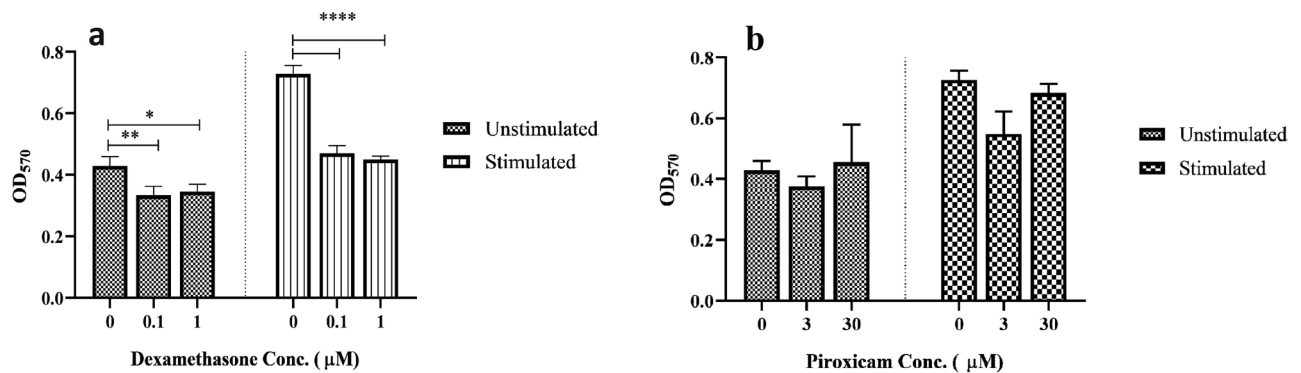 a
****
0.8
0.6
0.4
0.2
0.0
OD570
*
**
0 0.1 1 0 0.1 1
Dexamethasone Conc. ( μM)
Unstimulated
Stimulated
b
0.8
0.6
0.4
0.2
0.0
OD570
0 3 30 0 3 30
Piroxicam Conc. ( μM)
Unstimulated
Stimulated